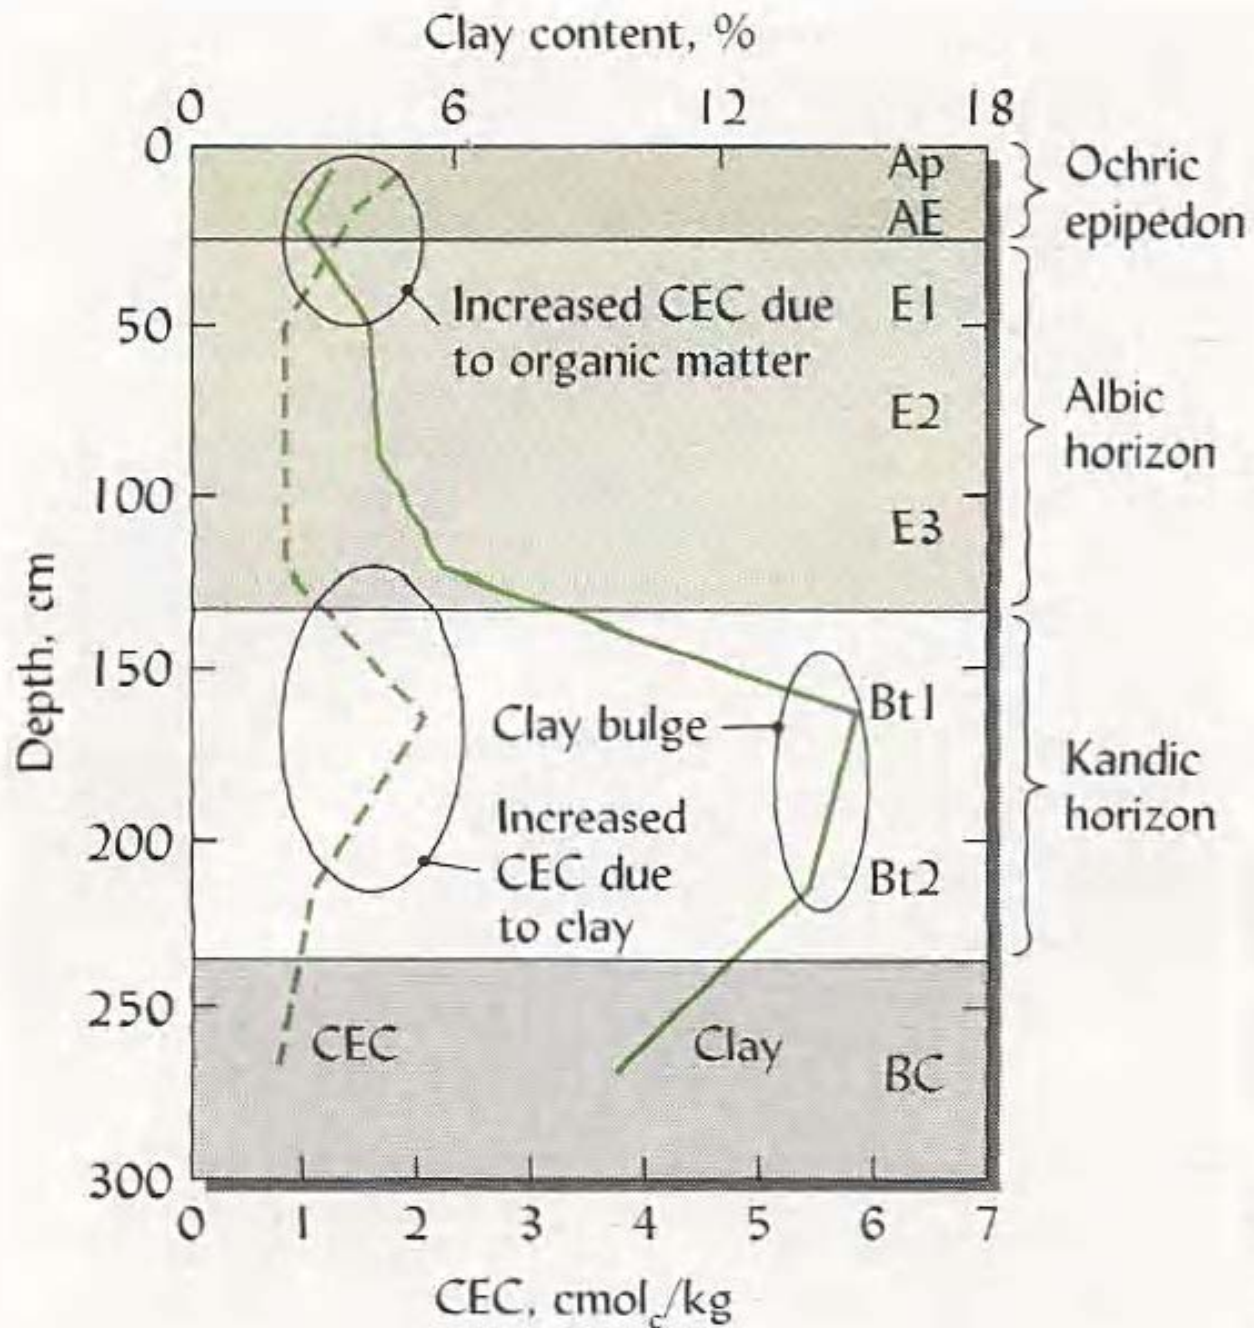 Clay content, %
0 6 12 18
0
Ap
AE
Ochric
epipedon
50
Increased CEC due
to organic matter
E1
E2
Albic
horizon
100
E3
Depth, cm
150
Clay bulge
Bt1
Kandic
horizon
200
Increased
CEC due
to clay
Bt2
250
CEC
Clay
BC
300
0 1 2 3 4 5 6 7
CEC, cmolc/kg